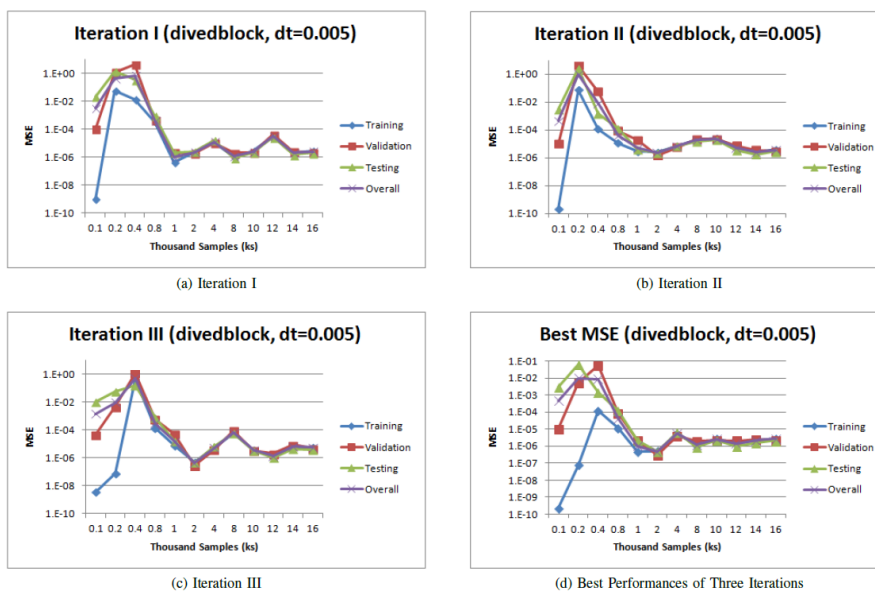 Iteration I (divedblock, dt=0.005)
1.E+00
1.E-02
1.E-04
1.E-06
1.E-08
1.E-10
MSE
0.1 0.2 0.4 0.8 1 2 4 8 10 12 14 16
Thousand Samples (ks)
Training
Validation
Testing
Overall
(a) Iteration I
Iteration II (divedblock, dt=0.005)
1.E+00
1.E-02
1.E-04
1.E-06
1.E-08
1.E-10
MSE
0.1 0.2 0.4 0.8 1 2 4 8 10 12 14 16
Thousand Samples (ks)
Training
Validation
Testing
Overall
(b) Iteration II
Iteration III (divedblock, dt=0.005)
1.E+00
1.E-02
1.E-04
1.E-06
1.E-08
1.E-10
MSE
0.1 0.2 0.4 0.8 1 2 4 8 10 12 14 16
Thousand Samples (ks)
Training
Validation
Testing
Overall
(c) Iteration III
Best MSE (divedblock, dt=0.005)
1.E-01
1.E-02
1.E-03
1.E-04
1.E-05
1.E-06
1.E-07
1.E-08
1.E-09
1.E-10
MSE
0.1 0.2 0.4 0.8 1 2 4 8 10 12 14 16
Thousand Samples (ks)
Training
Validation
Testing
Overall
(d) Best Performances of Three Iterations